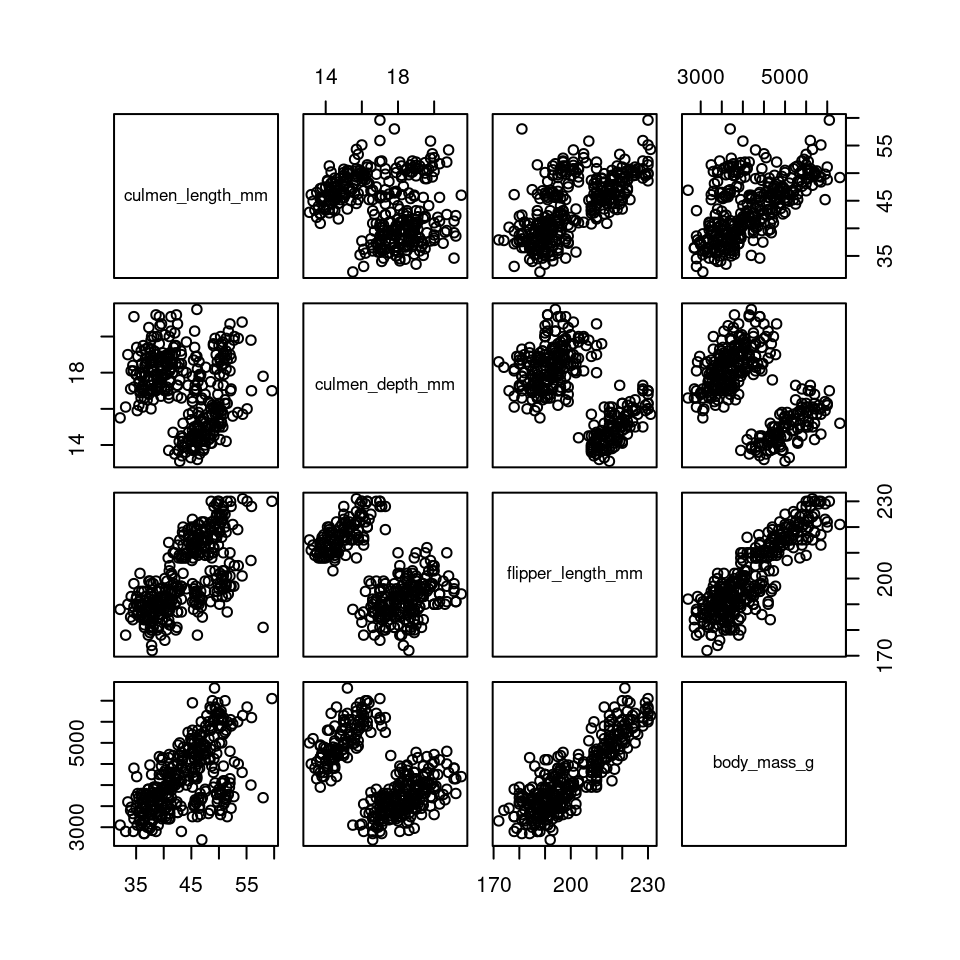 14 18 3000 5000
culmen_length_mm
35 45 55
culmen_depth_mm
14 18
flipper_length_mm
170 200 230
body_mass_g
3000 5000
35 45 55 170 200 230